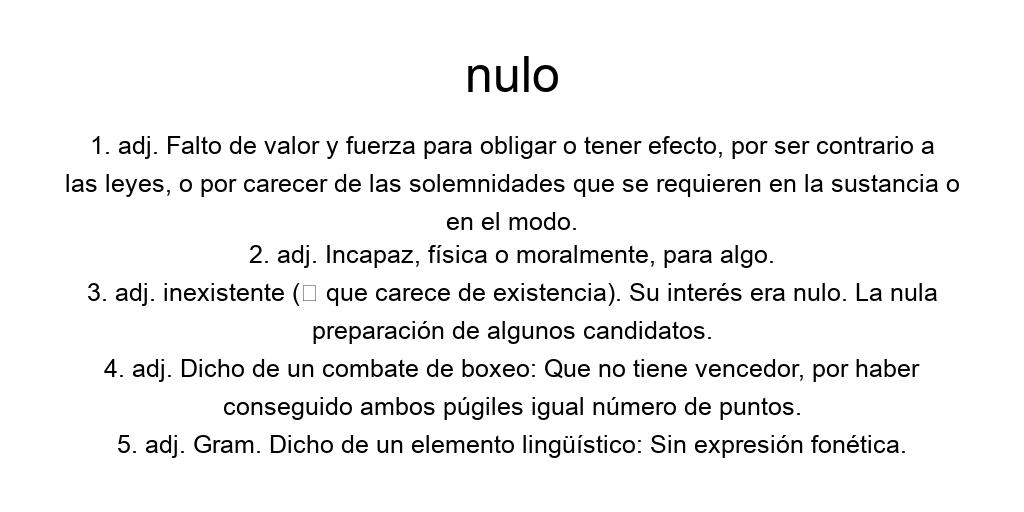 nulo
1. adj. Falto de valor y fuerza para obligar o tener efecto, por ser contrario a
las leyes, o por carecer de las solemnidades que se requieren en la sustancia o
en el modo.
2. adj. Incapaz, física o moralmente, para algo.
3. adj. inexistente (□ que carece de existencia). Su interés era nulo. La nula
preparación de algunos candidatos.
4. adj. Dicho de un combate de boxeo: Que no tiene vencedor, por haber
conseguido ambos púgiles igual número de puntos.
5. adj. Gram. Dicho de un elemento lingüístico: Sin expresión fonética.